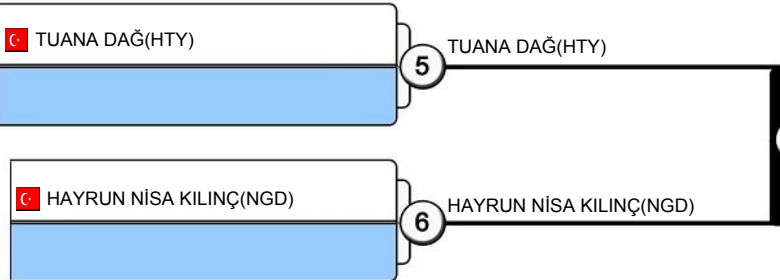 TUANA DAĞ(HTY)
5
TUANA DAĞ(HTY)
HAYRUN NİSA KILINÇ(NGD)
6
HAYRUN NİSA KILINÇ(NGD)